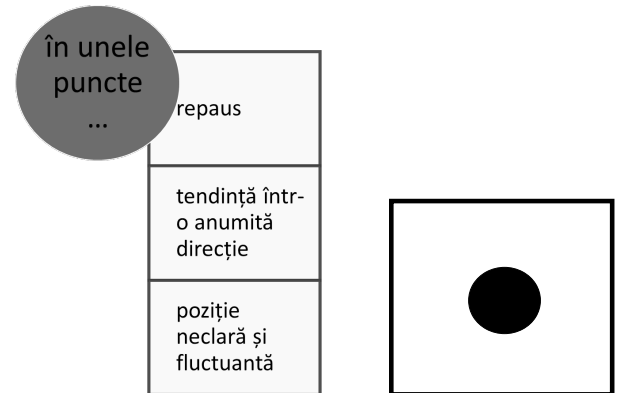 în unele
puncte
...
repaus
tendință într-
o anumită
direcție
poziție
neclară și
fluctuantă